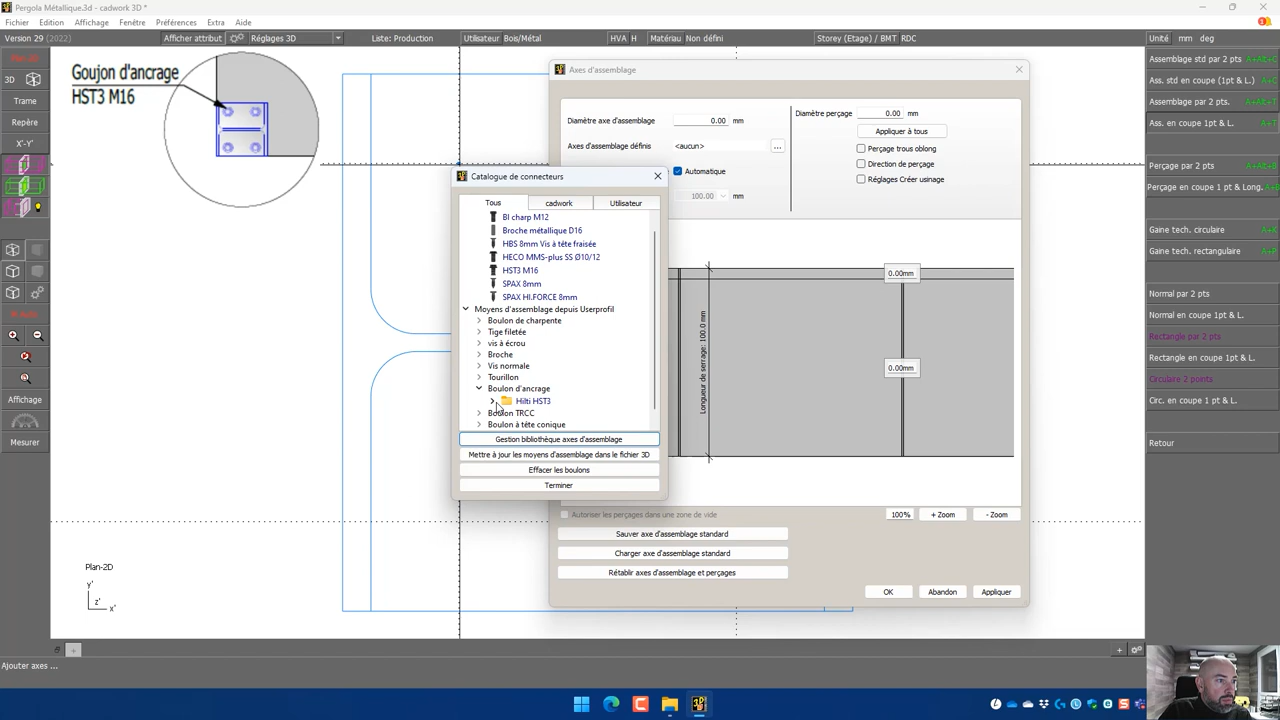 Pergola Métallique.3d - cadwork 3D *
Fichier Edition Affichage Fenêtre Préférences Extra Aide
Version 29 (2022) Afficher attribut Réglages 3D Liste: Production Utilisateur Bois/Métal HVA H Matériau Non défini Storey (Etage) / BMT RDC Unité mm deg
Plan-2D
3D
Trame
Repère
X'-Y'
Affichage
Mesurer
Goujon d'ancrage
HST3 M16
Axes d'assemblage
Diamètre axe d'assemblage 0.00 mm
Axes d'assemblage définis <aucun> ...
Automatique
100.00 mm
Diamètre perçage 0.00 mm
Appliquer à tous
Perçage trous oblong
Direction de perçage
Réglages Créer usinage
Catalogue de connecteurs
Tous cadwork Utilisateur
Bl charp M12
Broche métallique D16
HBS 8mm Vis à tête fraisée
HECO MMS-plus SS Ø10/12
HST3 M16
SPAX 8mm
SPAX HI.FORCE 8mm
Moyens d'assemblage depuis Userprofil
Boulon de charpente
Tige filetée
vis à écrou
Broche
Vis normale
Tourillon
Boulon d'ancrage
Hilti HST3
Boulon TRCC
Boulon à tête conique
Gestion bibliothèque axes d'assemblage
Mettre à jour les moyens d'assemblage dans le fichier 3D
Effacer les boulons
Terminer
Longueur de serrage: 100.0 mm
0.00mm
0.00mm
Autoriser les perçages dans une zone de vide
100% + Zoom - Zoom
Sauver axe d'assemblage standard
Charger axe d'assemblage standard
Rétablir axes d'assemblage et perçages
OK Abandon Appliquer
Assemblage std par 2 pts A+Alt+C
Ass. std en coupe (1pt & L.) A+Alt+T
Assemblage par 2 pts. A+C
Ass. en coupe 1pt & L. A+T
Perçage par 2 pts A+P
Perçage en coupe 1 pt & Long.
Gaine tech. circulaire
Gaine tech. rectangulaire
Normal par 2 pts
Normal en coupe 1pt & L.
Rectangle par 2 pts
Rectangle en coupe 1pt & L.
Circulaire 2 points
Circ. en coupe 1 pt & L.
Retour
Plan-2D
y'
z' x'
Ajouter axes ...